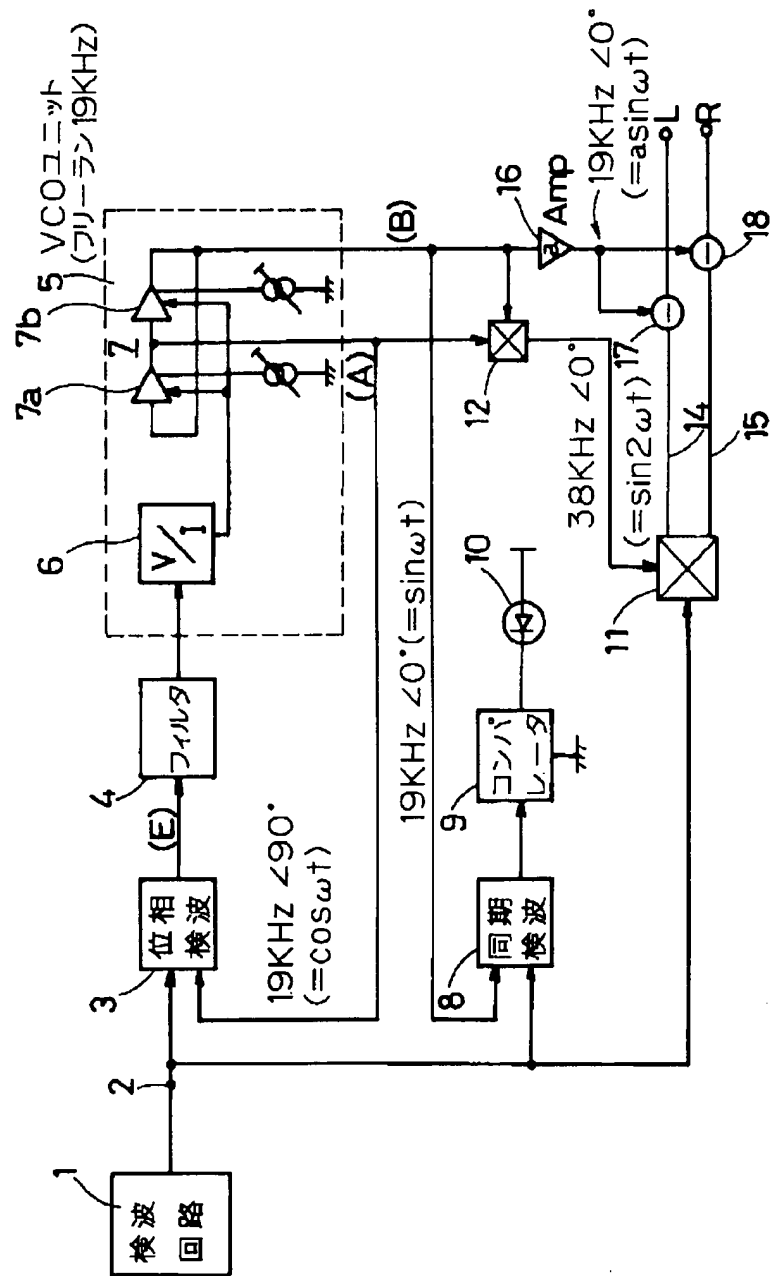 1
検波
回路
2
3
位相
検波
(E)
4
フィルタ
6
V/I
7a
7
7b
5
VCOユニット
(フリーラン19KHz)
(A)
(B)
19KHz ∠90°
(=cosωt)
19KHz ∠0°(=sinωt)
8
同期
検波
9
コンパ
レータ
10
12
38KHz ∠0°
(=sin2ωt)
16
a
Amp
19KHz ∠0°
(=asinωt)
11
14
15
17
18
L
R